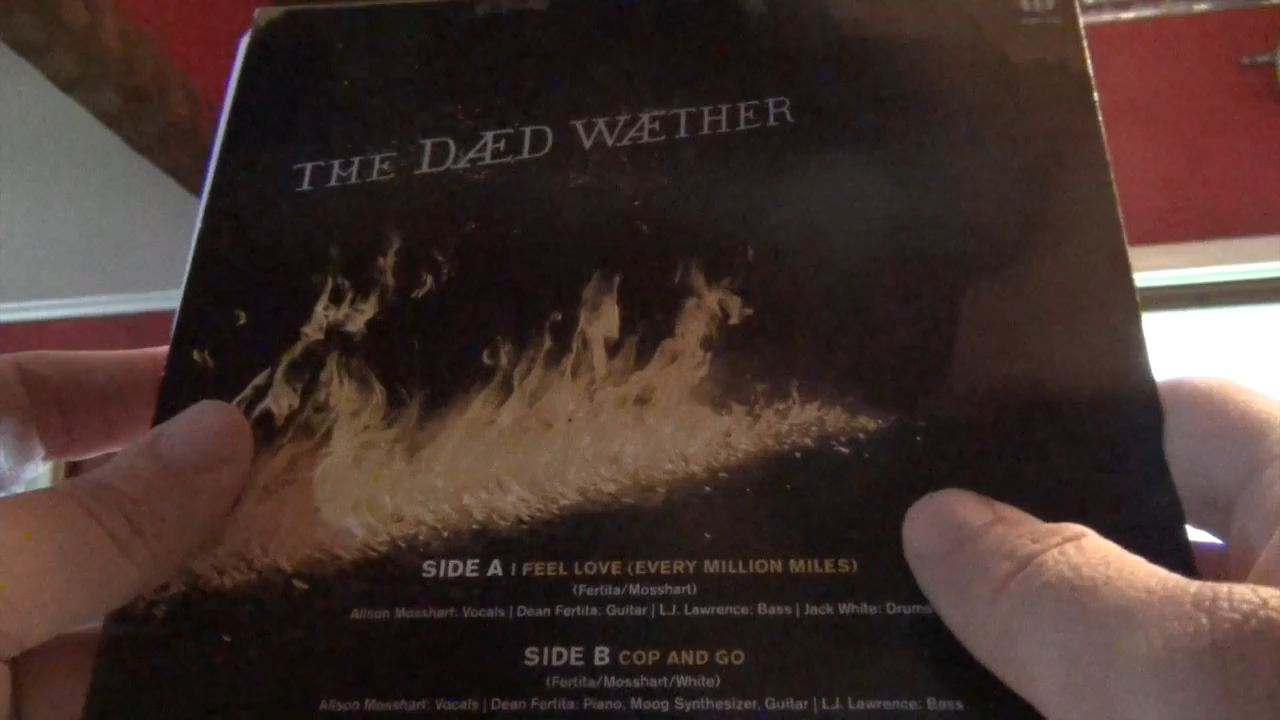 THE DÆD WÆTHER
SIDE A I FEEL LOVE (EVERY MILLION MILES)
(Fertita/Mosshart)
Alison Mosshart: Vocals | Dean Fertita: Guitar | L.J. Lawrence: Bass | Jack White: Drums
SIDE B COP AND GO
(Fertita/Mosshart/White)
Alison Mosshart: Vocals | Dean Fertita: Piano, Moog Synthesizer, Guitar | L.J. Lawrence: Bass